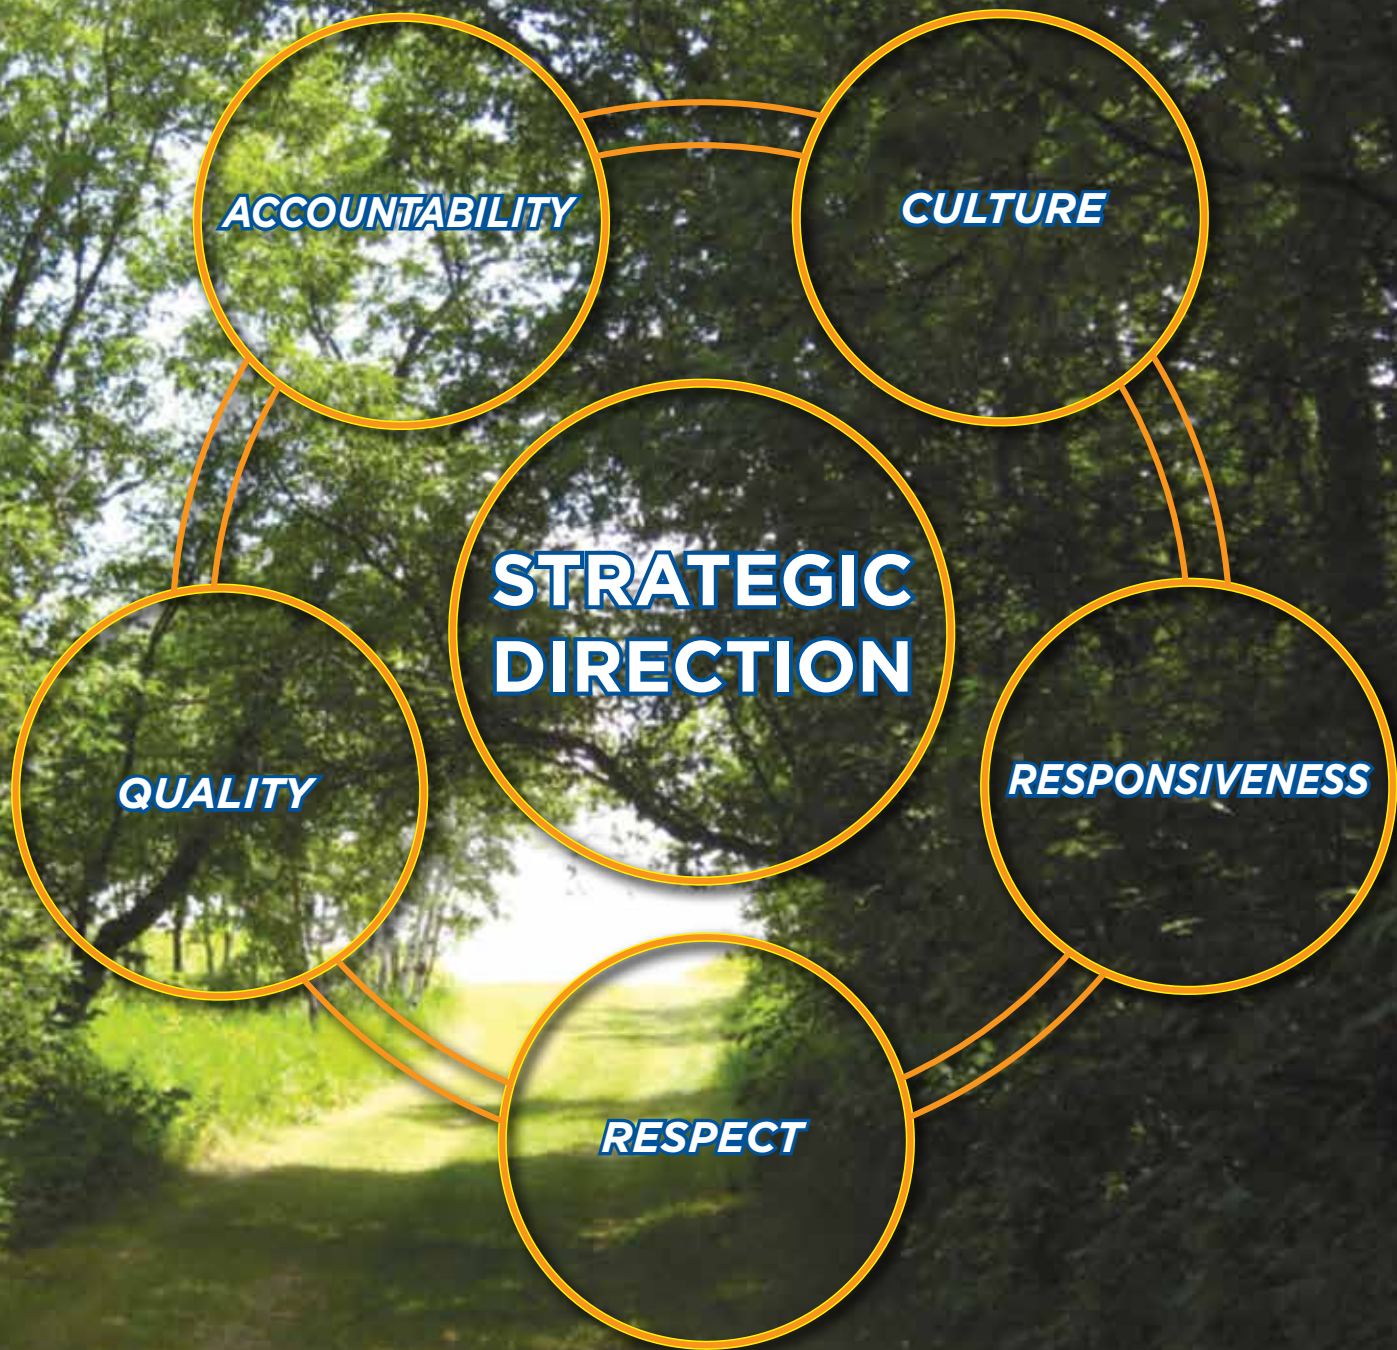 ACCOUNTABILITY
CULTURE
STRATEGIC
DIRECTION
QUALITY
RESPONSIVENESS
RESPECT